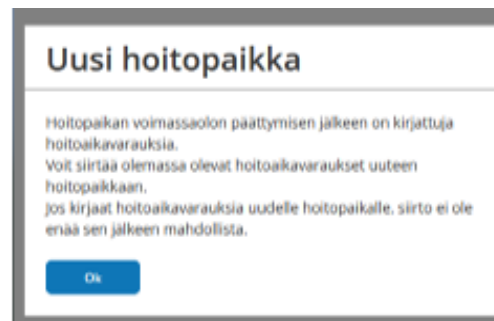 Uusi hoitopaikka
Hoitopaikan voimassaolon päättymisen jälkeen on kirjattuja
hoitoaikavarauksia.
Voit siirtää olemassa olevat hoitoaikavaraukset uuteen
hoitopaikkaan.
Jos kirjaat hoitoaikavarauksia uudelle hoitopaikalle, siirto ei ole
enää sen jälkeen mahdollista.
Ok